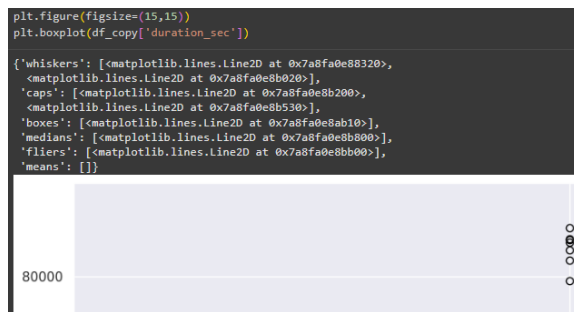 plt.figure(figsize=(15,15))
plt.boxplot(df_copy['duration_sec'])
{'whiskers': [<matplotlib.lines.Line2D at 0x7a8fa0e88320>,
<matplotlib.lines.Line2D at 0x7a8fa0e8b020>],
'caps': [<matplotlib.lines.Line2D at 0x7a8fa0e8b200>,
<matplotlib.lines.Line2D at 0x7a8fa0e8b530>],
'boxes': [<matplotlib.lines.Line2D at 0x7a8fa0e8ab10>],
'medians': [<matplotlib.lines.Line2D at 0x7a8fa0e8b800>],
'fliers': [<matplotlib.lines.Line2D at 0x7a8fa0e8bb00>],
'means': []}
80000